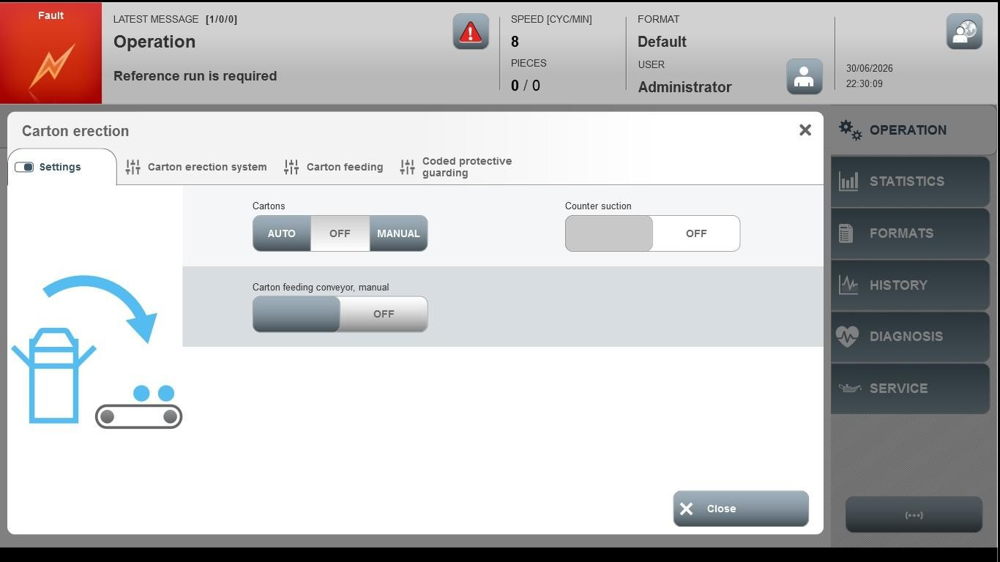 Fault
LATEST MESSAGE [1/0/0]
Operation
Reference run is required
SPEED [CYC/MIN]
8
PIECES
0 / 0
FORMAT
Default
USER
Administrator
30/06/2026
22:30:09
Carton erection
Settings
Carton erection system
Carton feeding
Coded protective
guarding
Cartons
AUTO
OFF
MANUAL
Counter suction
OFF
Carton feeding conveyor, manual
OFF
Close
OPERATION
STATISTICS
FORMATS
HISTORY
DIAGNOSIS
SERVICE
(•••)